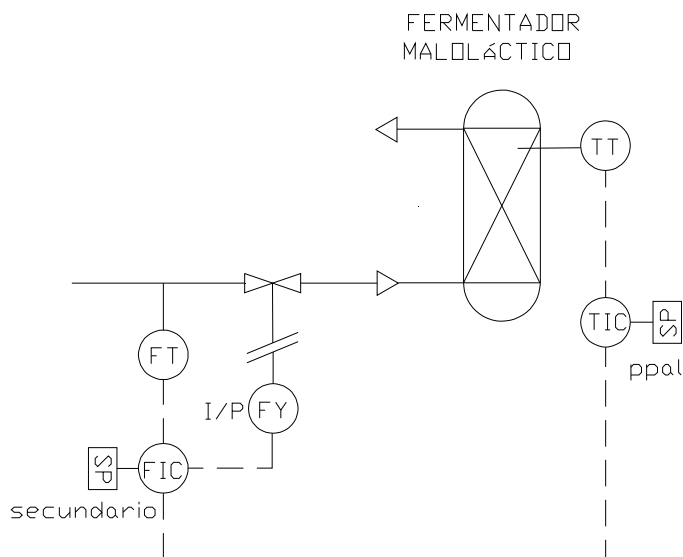 FERMENTADOR
MALOLÁCTICO
TT
TIC
SP
ppal
FT
I/P
FY
SP
FIC
secundario